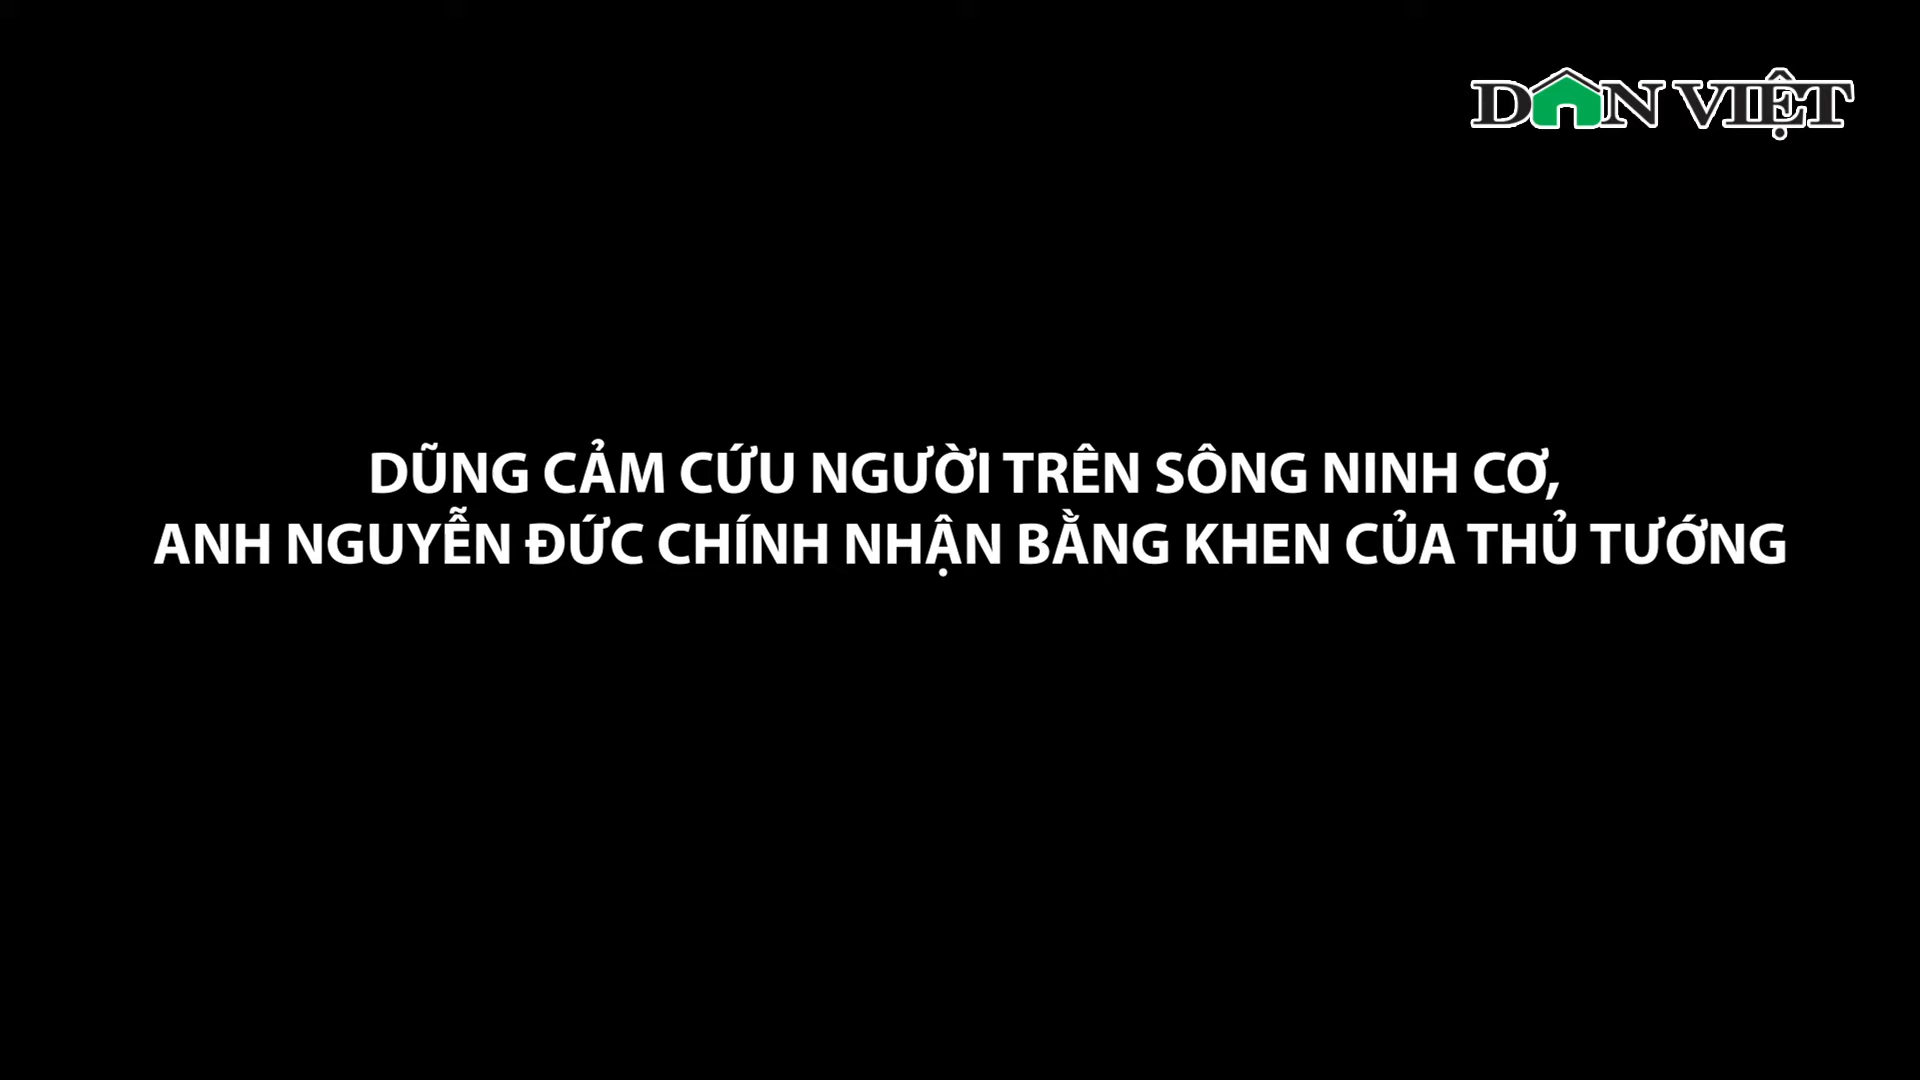 DÂN VIỆT
DŨNG CẢM CỨU NGƯỜI TRÊN SÔNG NINH CƠ,
ANH NGUYỄN ĐỨC CHÍNH NHẬN BẰNG KHEN CỦA THỦ TƯỚNG